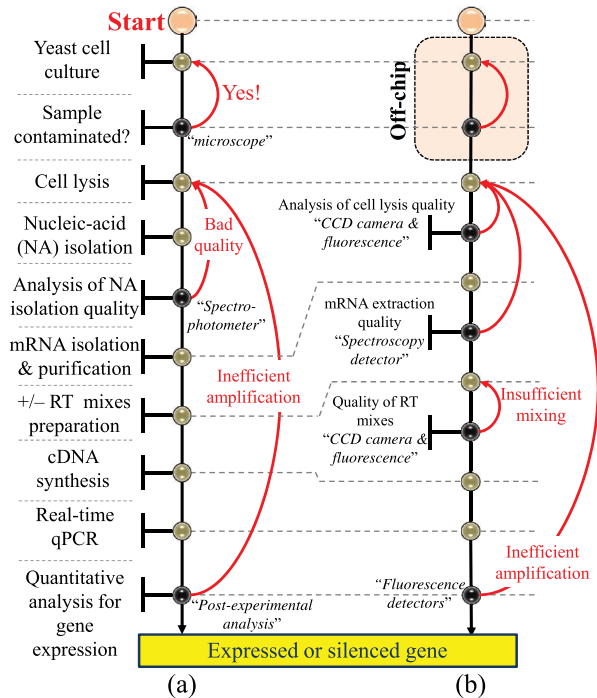 Start
Yeast cell
culture
Yes!
Off-chip
Sample
contaminated?
“microscope”
Cell lysis
Analysis of cell lysis quality
“CCD camera &
fluorescence”
Nucleic-acid
(NA) isolation
Bad
quality
Analysis of NA
isolation quality
“Spectro-
photometer”
mRNA extraction
quality
“Spectroscopy
detector”
mRNA isolation
& purification
Inefficient
amplification
Insufficient
mixing
+/– RT mixes
preparation
Quality of RT
mixes
“CCD camera &
fluorescence”
cDNA
synthesis
Real-time
qPCR
Inefficient
amplification
Quantitative
analysis for
gene
expression
“Post-experimental
analysis”
“Fluorescence
detectors”
Expressed or silenced gene
(a)
(b)